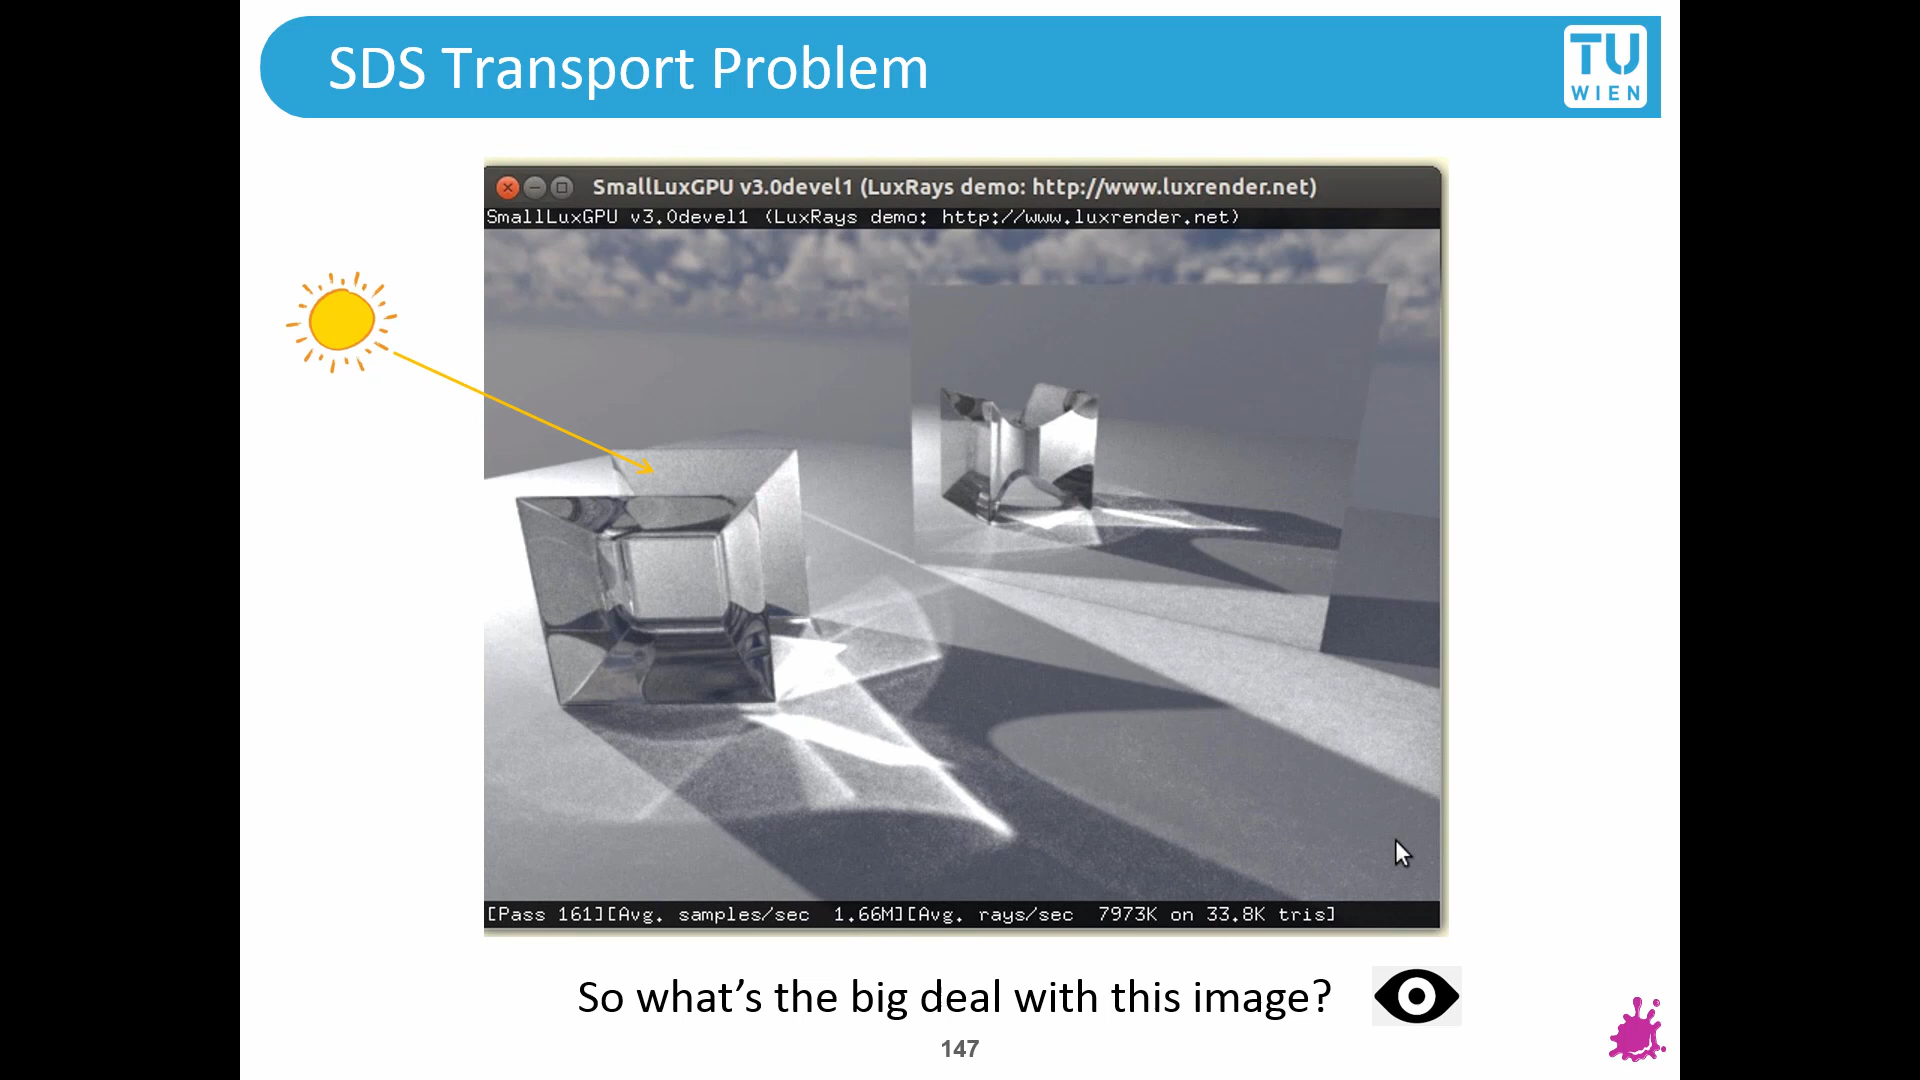 SDS Transport Problem
TU
WIEN
SmallLuxGPU v3.0devel1 (LuxRays demo: http://www.luxrender.net)
SmallLuxGPU v3.0devel1 (LuxRays demo: http://www.luxrender.net)
[Pass 161][Avg. samples/sec 1.66M][Avg. rays/sec 7973K on 33.8K tris]
So what's the big deal with this image?
147